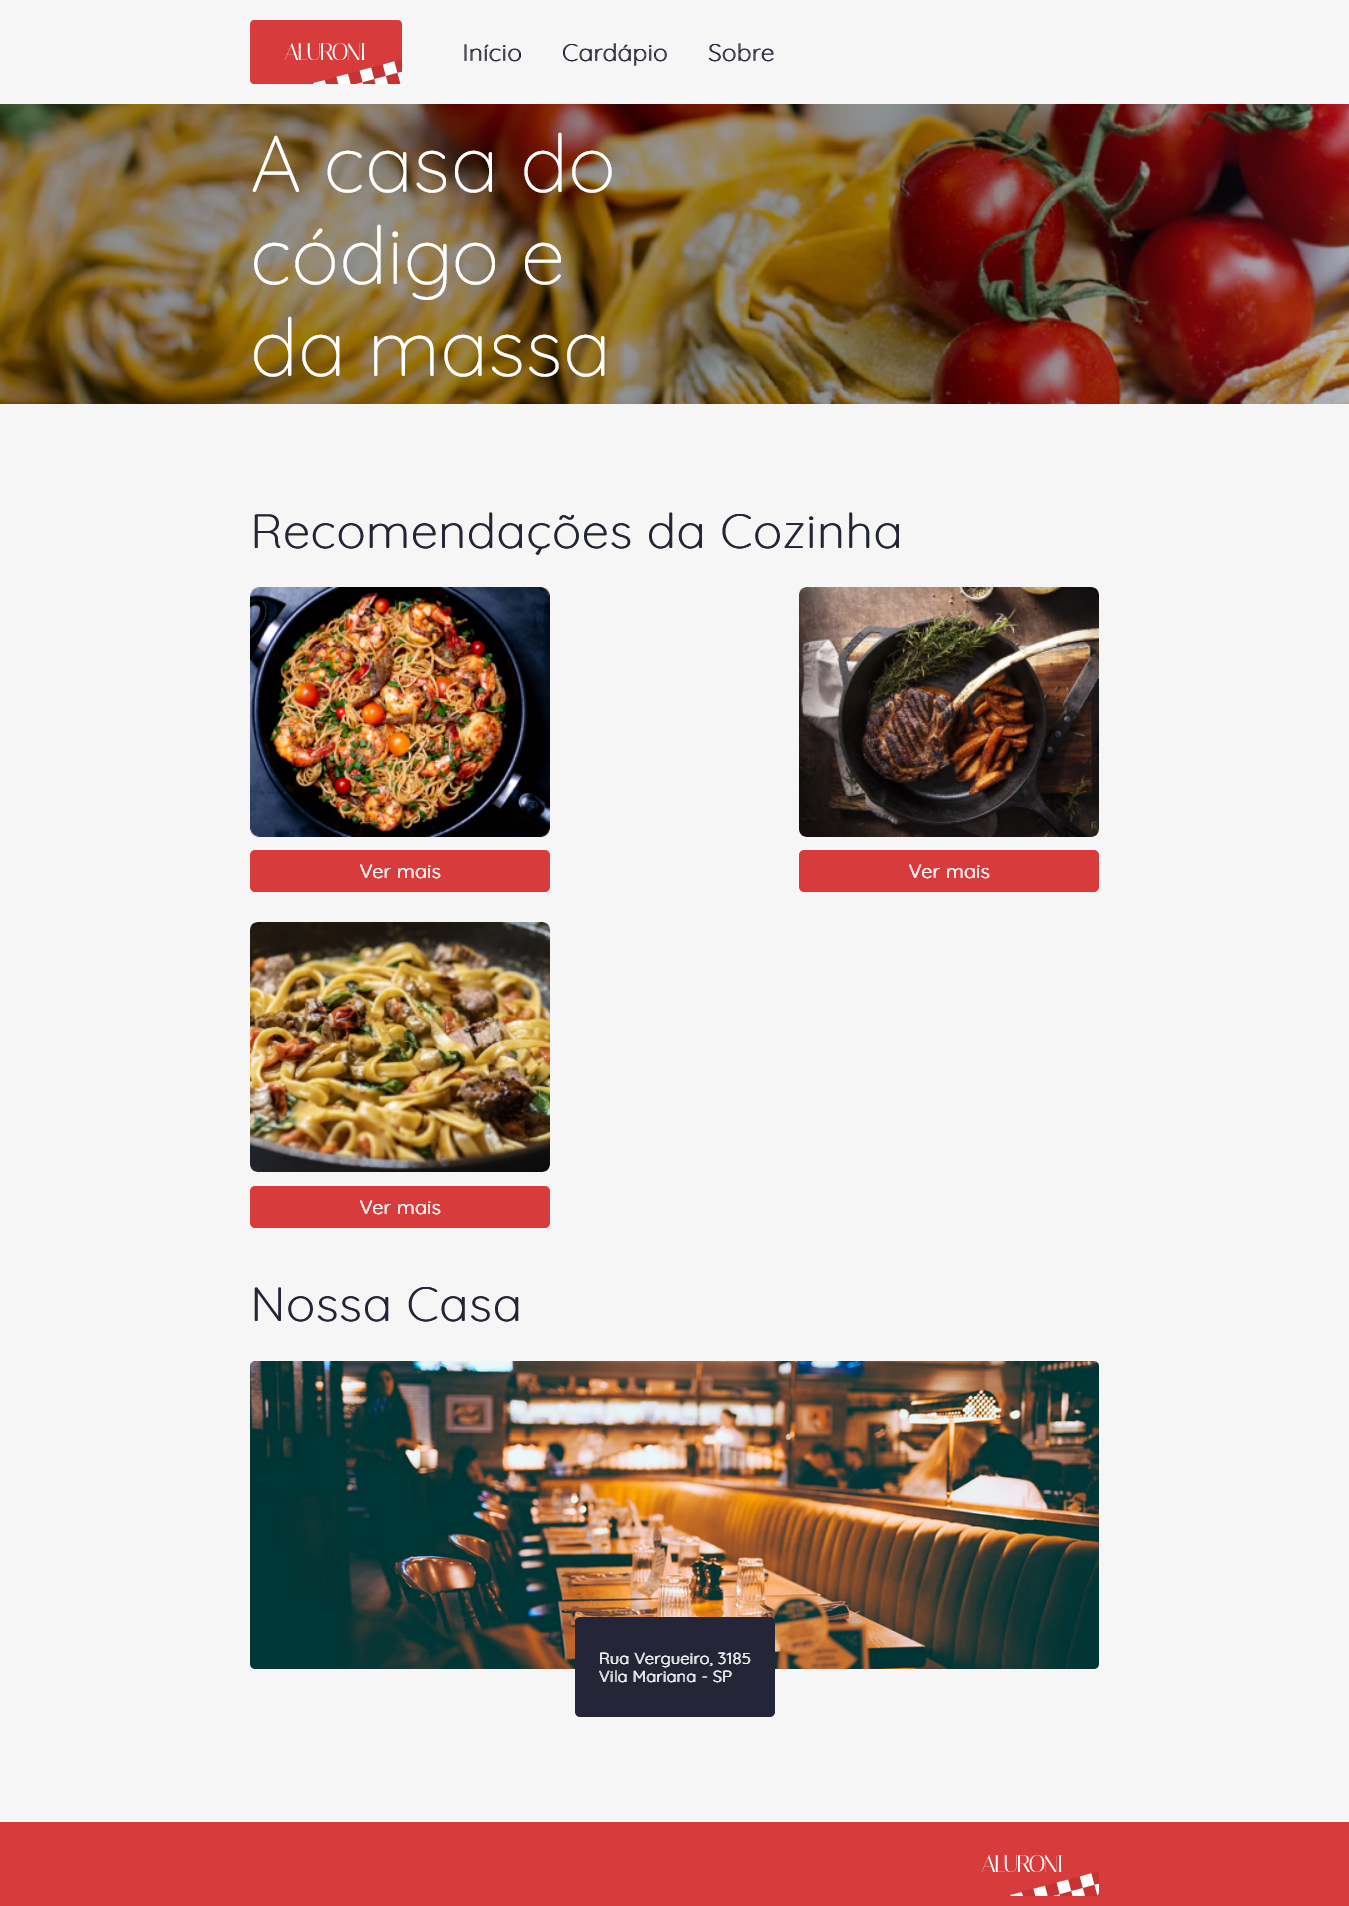 ALURONI
Início
Cardápio
Sobre
A casa do
código e
da massa
Recomendações da Cozinha
Ver mais
Ver mais
Ver mais
Nossa Casa
Rua Vergueiro, 3185
Vila Mariana - SP
ALURONI